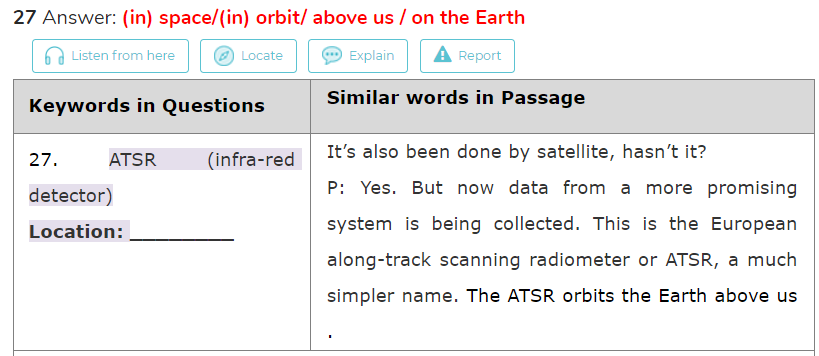 27 Answer: (in) space/(in) orbit/ above us / on the Earth
Listen from here
Locate
Explain
Report
Keywords in Questions
Similar words in Passage
27. ATSR (infra-red
detector)
Location: __________
It’s also been done by satellite, hasn’t it?
P: Yes. But now data from a more promising
system is being collected. This is the European
along-track scanning radiometer or ATSR, a much
simpler name. The ATSR orbits the Earth above us
.